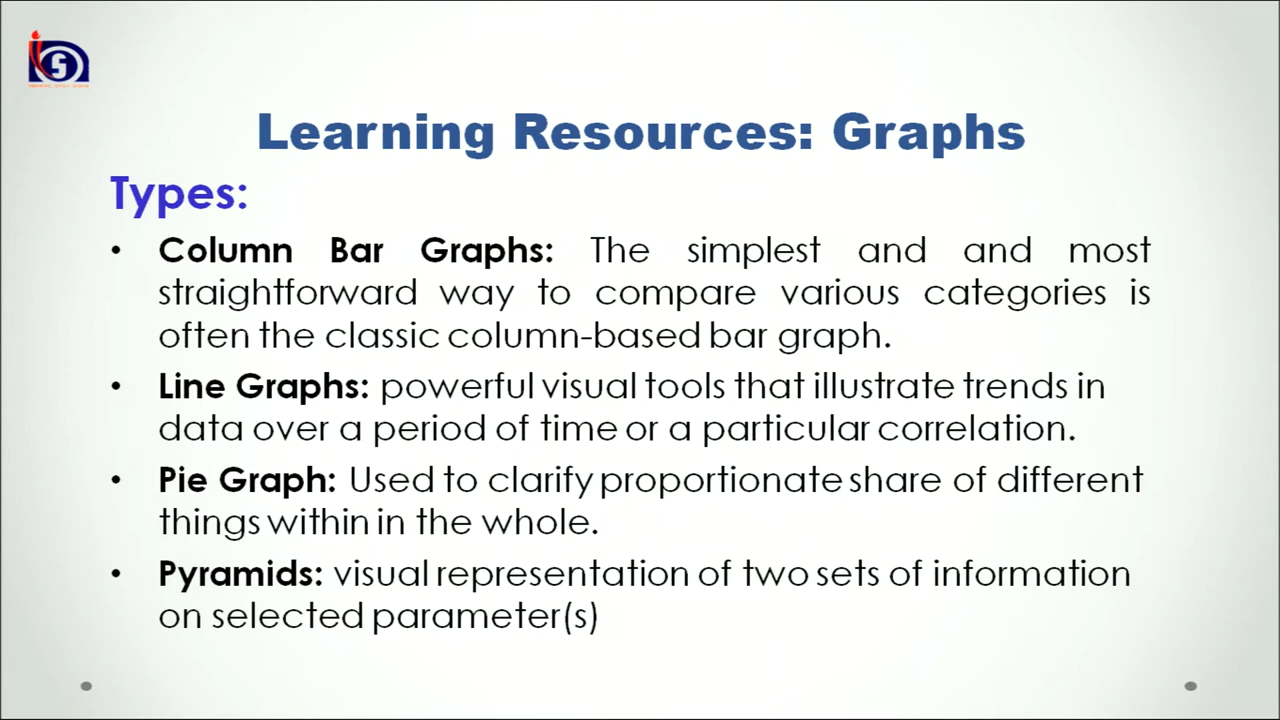 Learning Resources: Graphs
Types:
• Column Bar Graphs: The simplest and and most
straightforward way to compare various categories is
often the classic column-based bar graph.
• Line Graphs: powerful visual tools that illustrate trends in
data over a period of time or a particular correlation.
• Pie Graph: Used to clarify proportionate share of different
things within in the whole.
• Pyramids: visual representation of two sets of information
on selected parameter(s)